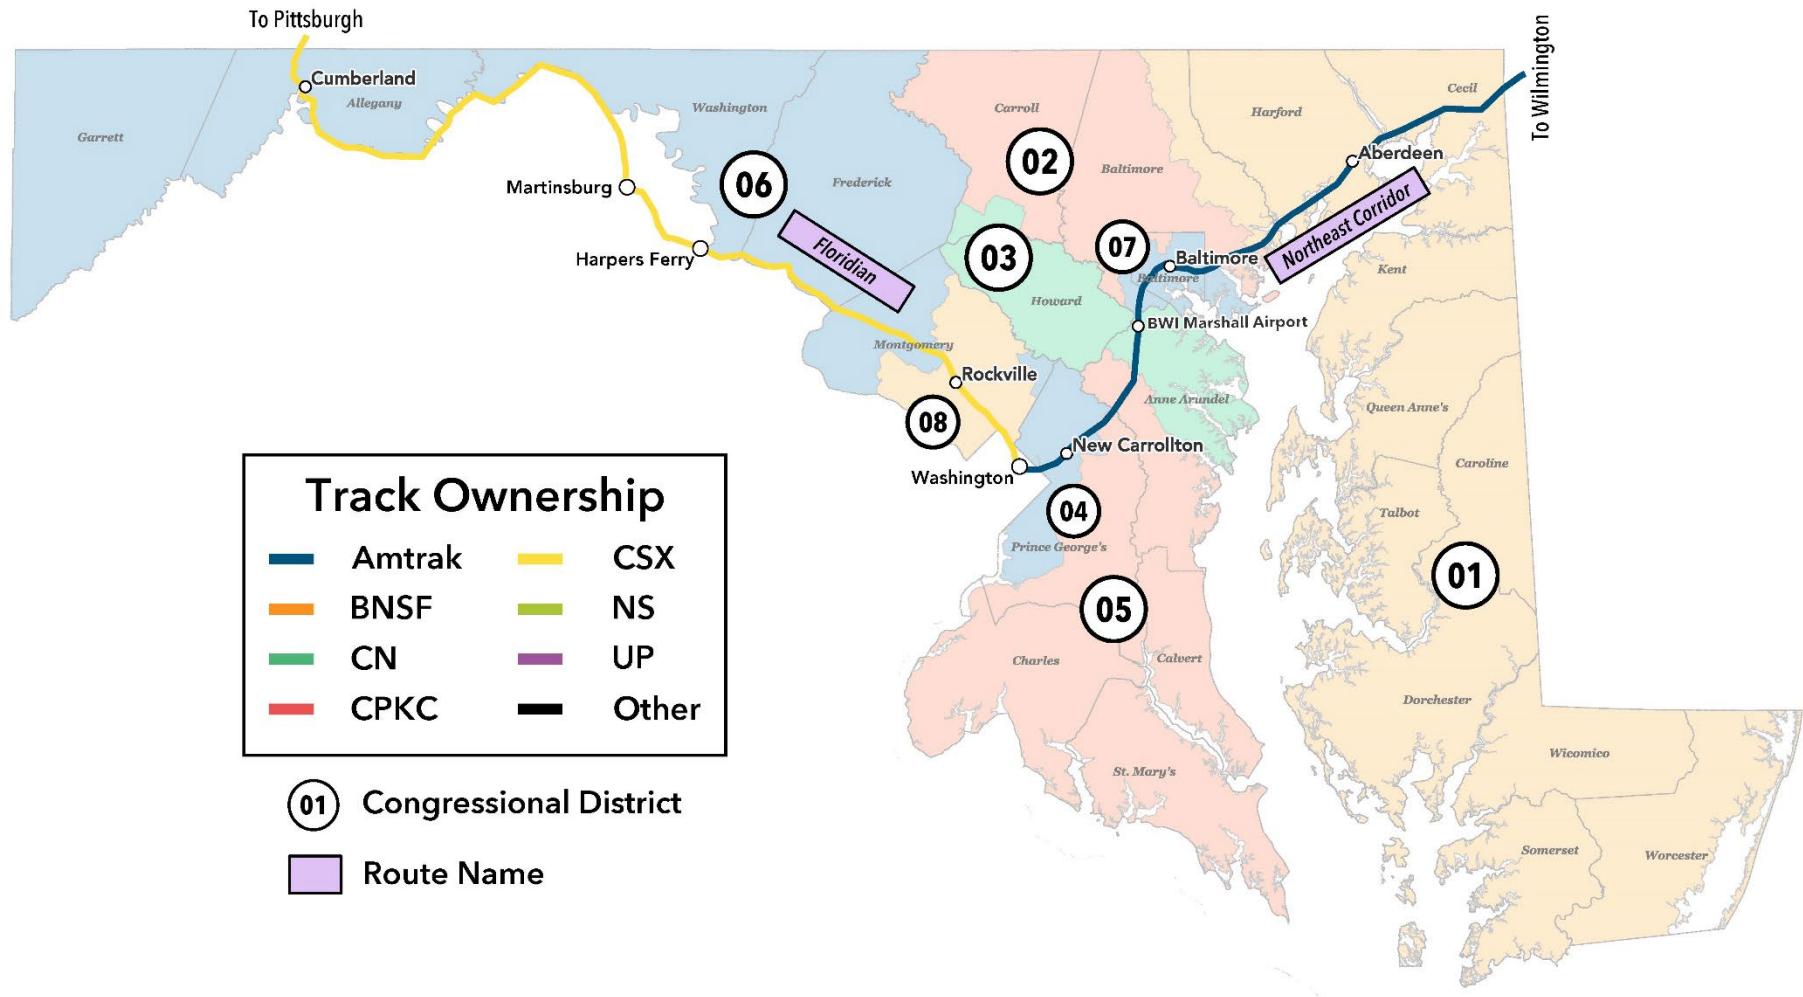 To Pittsburgh
To Wilmington
Cumberland
Allegany
Garrett
Washington
Carroll
Harford
Cecil
Martinsburg
06
Frederick
02
Baltimore
Aberdeen
Northeast Corridor
Harpers Ferry
Floridian
03
07
Baltimore
Baltimore
Kent
Howard
BWI Marshall Airport
Montgomery
Rockville
Anne Arundel
Queen Anne's
08
New Carrollton
Washington
Caroline
04
Talbot
Prince George's
01
05
Charles
Calvert
Dorchester
St. Mary's
Wicomico
Somerset
Worcester
Track Ownership
Amtrak
CSX
BNSF
NS
CN
UP
CPKC
Other
01 Congressional District
Route Name